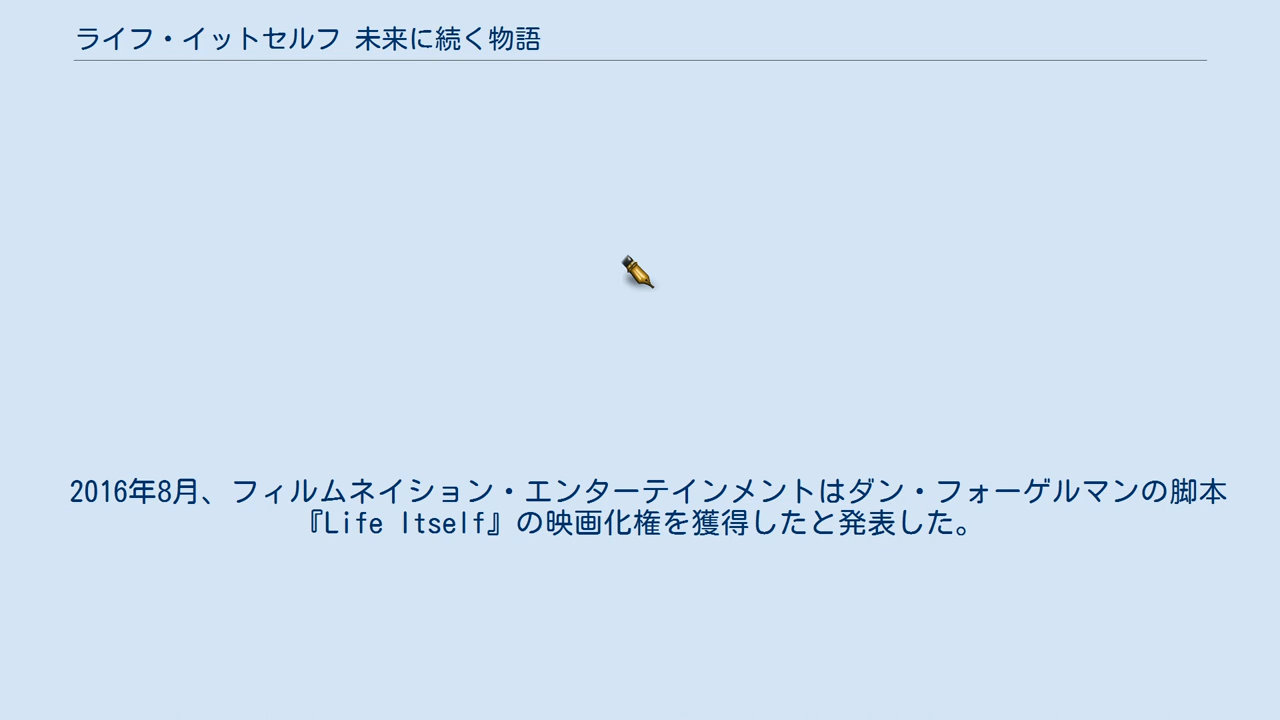 ライフ・イットセルフ 未来に続く物語
2016年8月、フィルムネイション・エンターテインメントはダン・フォーゲルマンの脚本
『Life Itself』の映画化権を獲得したと発表した。